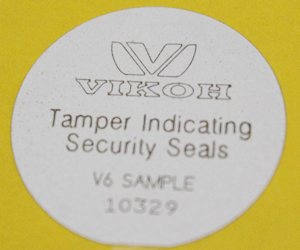 VIKOH
Tamper Indicating
Security Seals
V6 SAMPLE
10329